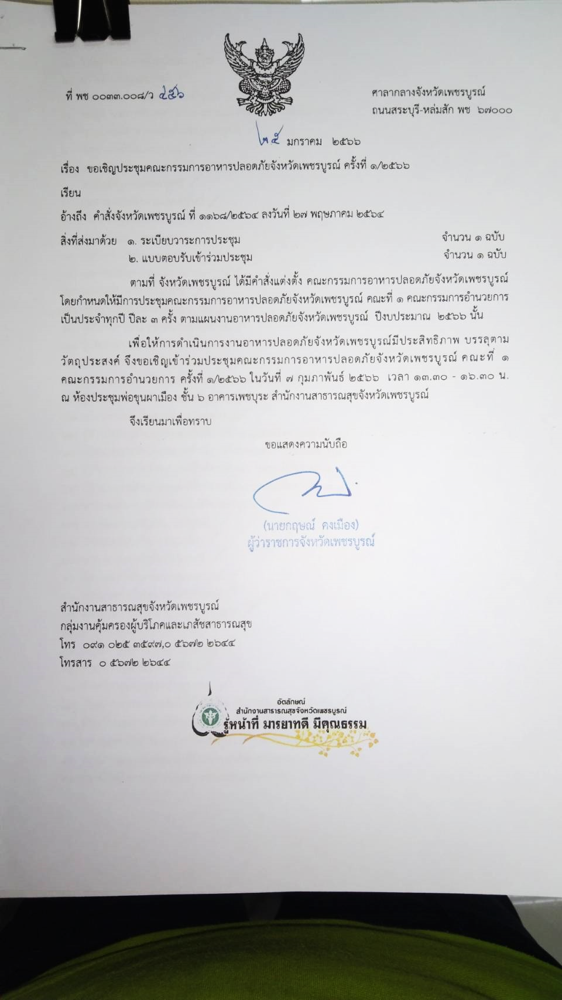 ที่ พช ๐๐๓๓.๐๐๘/ว ๔๕๖
ศาลากลางจังหวัดเพชรบูรณ์
ถนนสระบุรี-หล่มสัก พช ๖๗๐๐๐
๒๕ มกราคม ๒๕๖๖
เรื่อง ขอเชิญประชุมคณะกรรมการอาหารปลอดภัยจังหวัดเพชรบูรณ์ ครั้งที่ ๑/๒๕๖๖
เรียน
อ้างถึง คำสั่งจังหวัดเพชรบูรณ์ ที่ ๑๑๖๘/๒๕๖๔ ลงวันที่ ๒๗ พฤษภาคม ๒๕๖๔
สิ่งที่ส่งมาด้วย ๑. ระเบียบวาระการประชุม จำนวน ๑ ฉบับ
๒. แบบตอบรับเข้าร่วมประชุม จำนวน ๑ ฉบับ
ตามที่ จังหวัดเพชรบูรณ์ ได้มีคำสั่งแต่งตั้ง คณะกรรมการอาหารปลอดภัยจังหวัดเพชรบูรณ์
โดยกำหนดให้มีการประชุมคณะกรรมการอาหารปลอดภัยจังหวัดเพชรบูรณ์ คณะที่ ๑ คณะกรรมการอำนวยการ
เป็นประจำทุกปี ปีละ ๓ ครั้ง ตามแผนงานอาหารปลอดภัยจังหวัดเพชรบูรณ์ ปีงบประมาณ ๒๕๖๖ นั้น
เพื่อให้การดำเนินการงานอาหารปลอดภัยจังหวัดเพชรบูรณ์มีประสิทธิภาพ บรรลุตาม
วัตถุประสงค์ จึงขอเชิญเข้าร่วมประชุมคณะกรรมการอาหารปลอดภัยจังหวัดเพชรบูรณ์ คณะที่ ๑
คณะกรรมการอำนวยการ ครั้งที่ ๑/๒๕๖๖ ในวันที่ ๗ กุมภาพันธ์ ๒๕๖๖ เวลา ๑๓.๓๐ - ๑๖.๓๐ น.
ณ ห้องประชุมพ่อขุนผาเมือง ชั้น ๖ อาคารเพชบุระ สำนักงานสาธารณสุขจังหวัดเพชรบูรณ์
จึงเรียนมาเพื่อทราบ
ขอแสดงความนับถือ
(นายกฤษณ์ คงเมือง)
ผู้ว่าราชการจังหวัดเพชรบูรณ์
สำนักงานสาธารณสุขจังหวัดเพชรบูรณ์
กลุ่มงานคุ้มครองผู้บริโภคและเภสัชสาธารณสุข
โทร ๐๙๑ ๐๒๕ ๓๕๙๗,๐ ๕๖๗๒ ๒๖๔๔
โทรสาร ๐ ๕๖๗๒ ๒๖๔๔
อัตลักษณ์
สำนักงานสาธารณสุขจังหวัดเพชรบูรณ์
รู้หน้าที่ มารยาทดี มีคุณธรรม